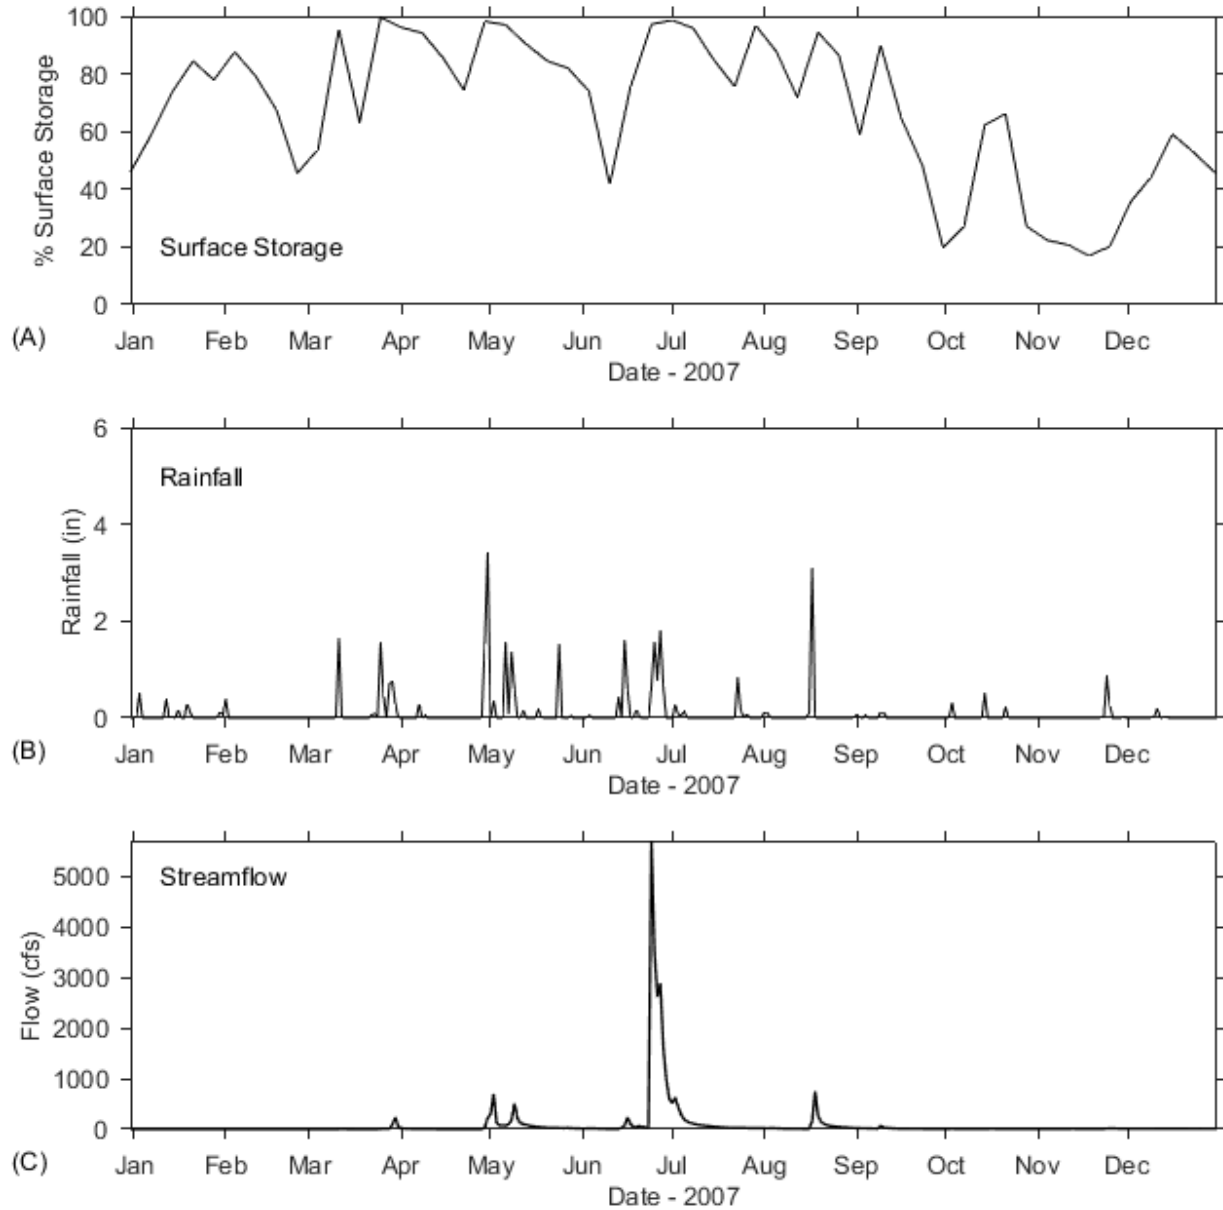 100
80
60
40
20
0
% Surface Storage
Surface Storage
(A)
Jan Feb Mar Apr May Jun Jul Aug Sep Oct Nov Dec
Date - 2007
6
4
2
0
Rainfall (in)
Rainfall
(B)
Jan Feb Mar Apr May Jun Jul Aug Sep Oct Nov Dec
Date - 2007
Streamflow
5000
4000
3000
2000
1000
0
Flow (cfs)
(C)
Jan Feb Mar Apr May Jun Jul Aug Sep Oct Nov Dec
Date - 2007